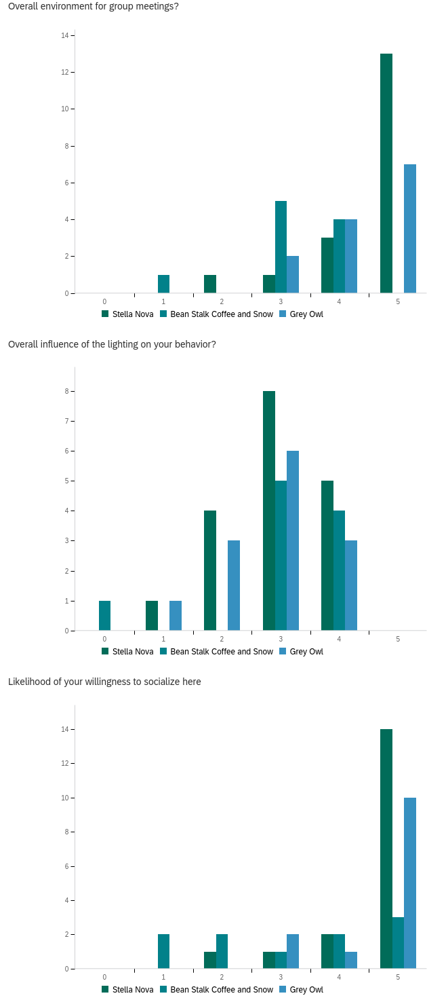 Overall environment for group meetings?
14
12
10
8
6
4
2
0
0 1 2 3 4 5
Stella Nova Bean Stalk Coffee and Snow Grey Owl
Overall influence of the lighting on your behavior?
8
7
6
5
4
3
2
1
0
0 1 2 3 4 5
Stella Nova Bean Stalk Coffee and Snow Grey Owl
Likelihood of your willingness to socialize here
14
12
10
8
6
4
2
0
0 1 2 3 4 5
Stella Nova Bean Stalk Coffee and Snow Grey Owl